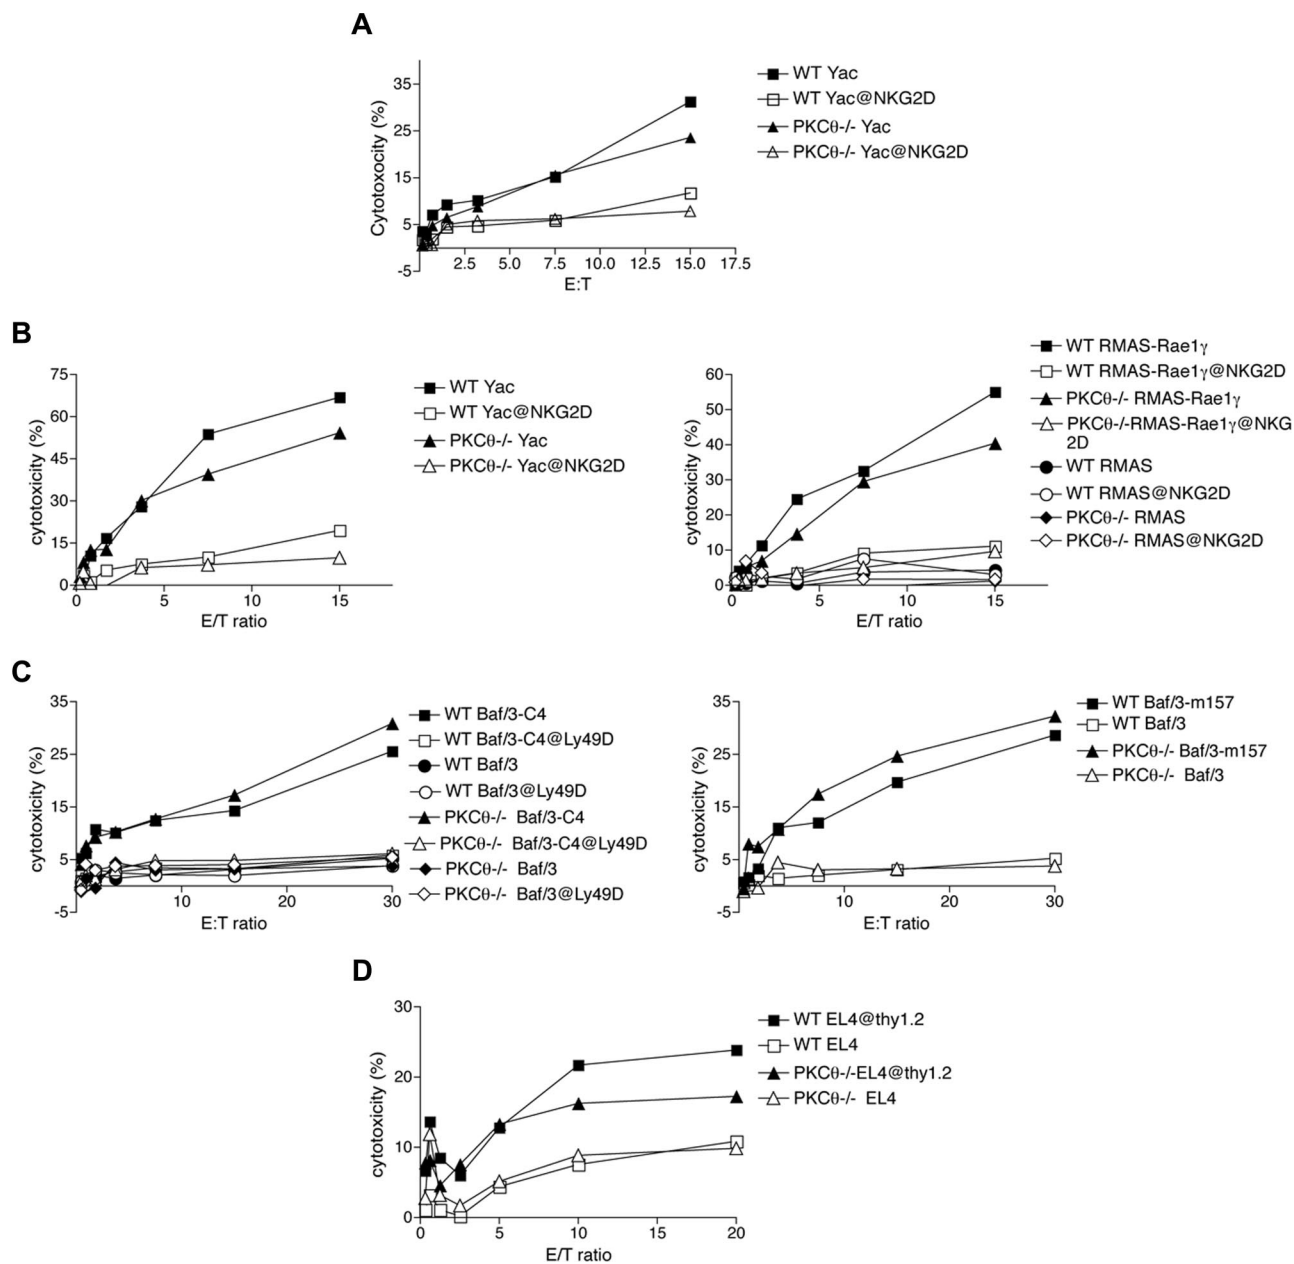 A
Cytotoxocity (%)
35
25
15
5
-5
2.5 5.0 7.5 10.0 12.5 15.0 17.5
E:T
WT Yac
WT Yac@NKG2D
PKCθ-/- Yac
PKCθ-/- Yac@NKG2D
B
cytotoxicity (%)
75
60
45
30
15
0
0 5 10 15
E/T ratio
WT Yac
WT Yac@NKG2D
PKCθ-/- Yac
PKCθ-/- Yac@NKG2D
cytotoxicity (%)
60
50
40
30
20
10
0
0 5 10 15
E/T ratio
WT RMAS-Rae1γ
WT RMAS-Rae1γ@NKG2D
PKCθ-/- RMAS-Rae1γ
PKCθ-/-RMAS-Rae1γ@NKG
2D
WT RMAS
WT RMAS@NKG2D
PKCθ-/- RMAS
PKCθ-/- RMAS@NKG2D
C
cytotoxicity (%)
35
25
15
5
-5
10 20 30
E:T ratio
WT Baf/3-C4
WT Baf/3-C4@Ly49D
WT Baf/3
WT Baf/3@Ly49D
PKCθ-/- Baf/3-C4
PKCθ-/- Baf/3-C4@Ly49D
PKCθ-/- Baf/3
PKCθ-/- Baf/3@Ly49D
cytotoxicity (%)
35
25
15
5
-5
10 20 30
E:T ratio
WT Baf/3-m157
WT Baf/3
PKCθ-/- Baf/3-m157
PKCθ-/- Baf/3
D
cytotoxicity (%)
30
20
10
0
0 5 10 15 20
E/T ratio
WT EL4@thy1.2
WT EL4
PKCθ-/-EL4@thy1.2
PKCθ-/- EL4